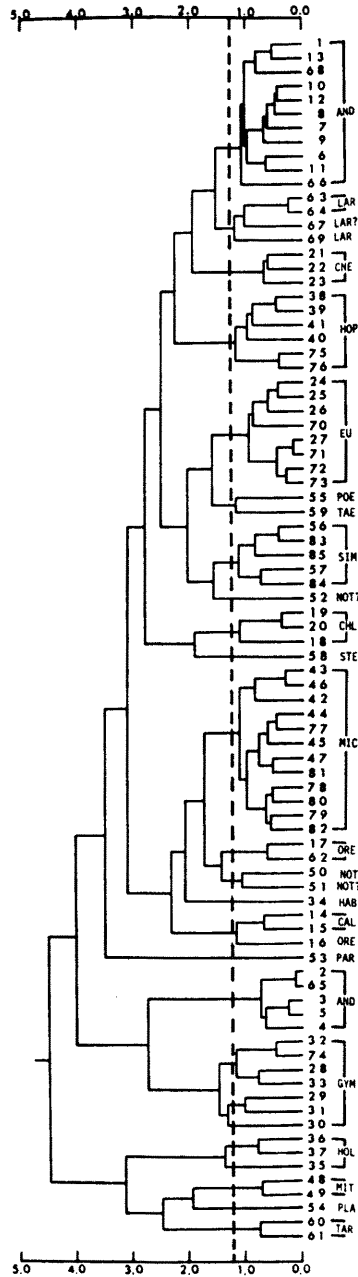 5.0 4.0 3.0 2.0 1.0 0.0
1
13
68
10
12
8
7
9
6
11
66
AND
63
64
LAR
67 LAR?
69 LAR
21
22
23
CNE
38
39
41
40
75
76
HOP
24
25
26
70
27
71
72
73
EU
55 POE
59 TAE
56
83
85
57
84
SIM
52 NOT?
19
20
18
CHL
58 STE
43
46
42
44
77
45
47
81
78
80
79
82
MIC
17
62
ORE
50 NOT
51 NOT?
34 HAB
14
15
CAL
16 ORE
53 PAR
2
65
3
5
4
AND
32
74
28
33
29
31
30
GYM
36
37
35
HOL
48
49
MIT
54 PLA
60
61
TAR
5.0 4.0 3.0 2.0 1.0 0.0